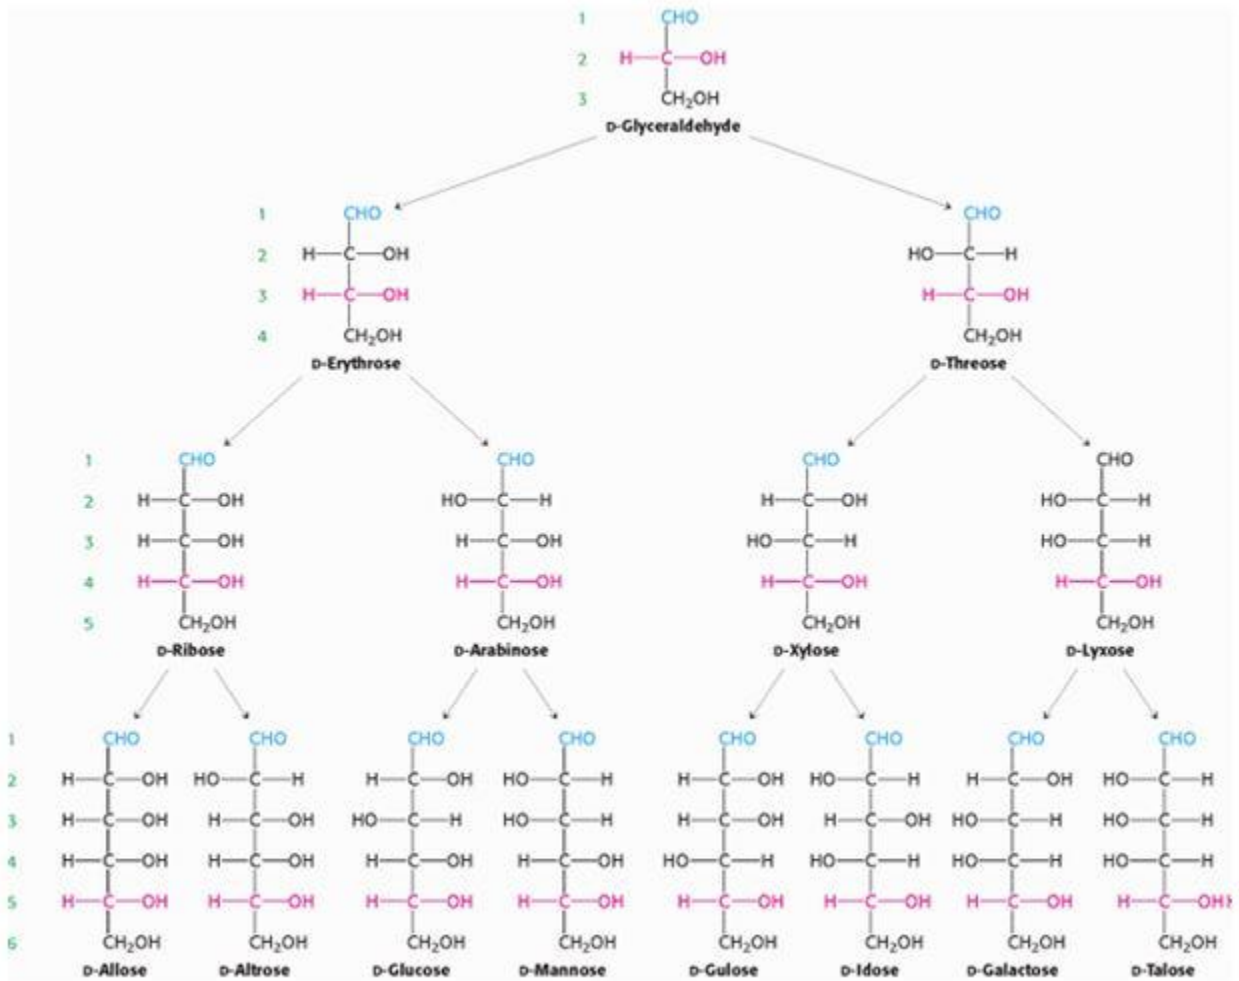 1 CHO
2 H—C—OH
3 CH₂OH
D-Glyceraldehyde
1 CHO CHO
2 H—C—OH HO—C—H
3 H—C—OH H—C—OH
4 CH₂OH CH₂OH
D-Erythrose D-Threose
1 CHO CHO CHO CHO
2 H—C—OH HO—C—H H—C—OH HO—C—H
3 H—C—OH H—C—OH HO—C—H HO—C—H
4 H—C—OH H—C—OH H—C—OH H—C—OH
5 CH₂OH CH₂OH CH₂OH CH₂OH
D-Ribose D-Arabinose D-Xylose D-Lyxose
1 CHO CHO CHO CHO CHO CHO CHO CHO
2 H—C—OH HO—C—H H—C—OH HO—C—H H—C—OH HO—C—H H—C—OH HO—C—H
3 H—C—OH H—C—OH HO—C—H HO—C—H H—C—OH H—C—OH HO—C—H HO—C—H
4 H—C—OH H—C—OH H—C—OH H—C—OH HO—C—H HO—C—H HO—C—H HO—C—H
5 H—C—OH H—C—OH H—C—OH H—C—OH H—C—OH H—C—OH H—C—OH H—C—OHH
6 CH₂OH CH₂OH CH₂OH CH₂OH CH₂OH CH₂OH CH₂OH CH₂OH
D-Allose D-Altrose D-Glucose D-Mannose D-Gulose D-Idose D-Galactose D-Talose